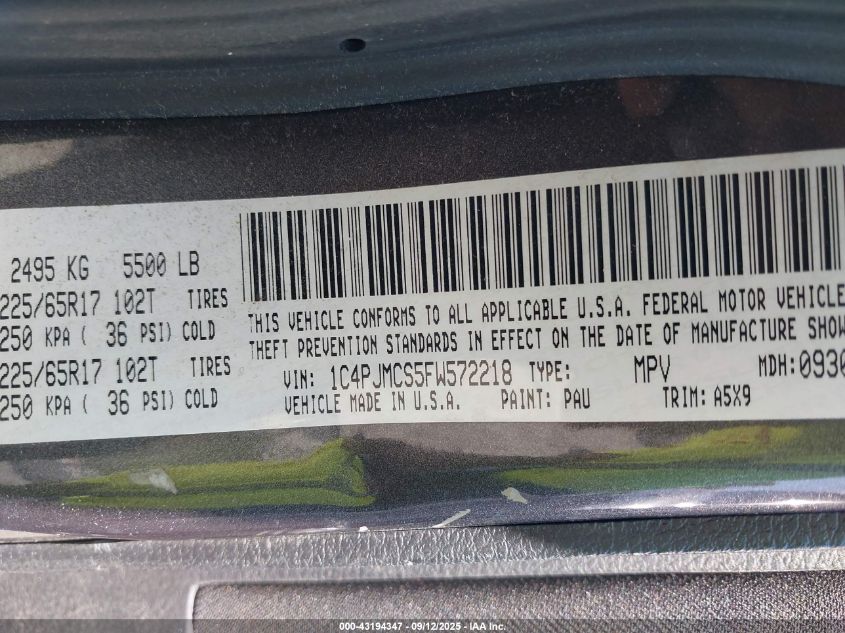 2495 KG 5500 LB
225/65R17 102T TIRES
250 KPA ( 36 PSI) COLD
225/65R17 102T TIRES
250 KPA ( 36 PSI) COLD
THIS VEHICLE CONFORMS TO ALL APPLICABLE U.S.A. FEDERAL MOTOR VEHICLE
THEFT PREVENTION STANDARDS IN EFFECT ON THE DATE OF MANUFACTURE SHOW
VIN: 1C4PJMCS5FW572218 TYPE: MPV MDH: 0930
VEHICLE MADE IN U.S.A. PAINT: PAU TRIM: A5X9
000-43194347 - 09/12/2025 - IAA Inc.